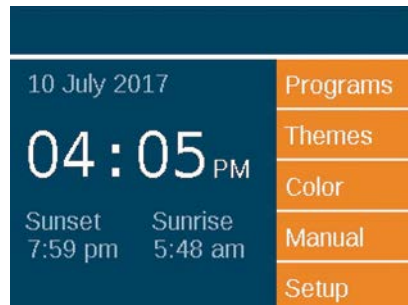 10 July 2017
04:05 PM
Sunset Sunrise
7:59 pm 5:48 am
Programs
Themes
Color
Manual
Setup